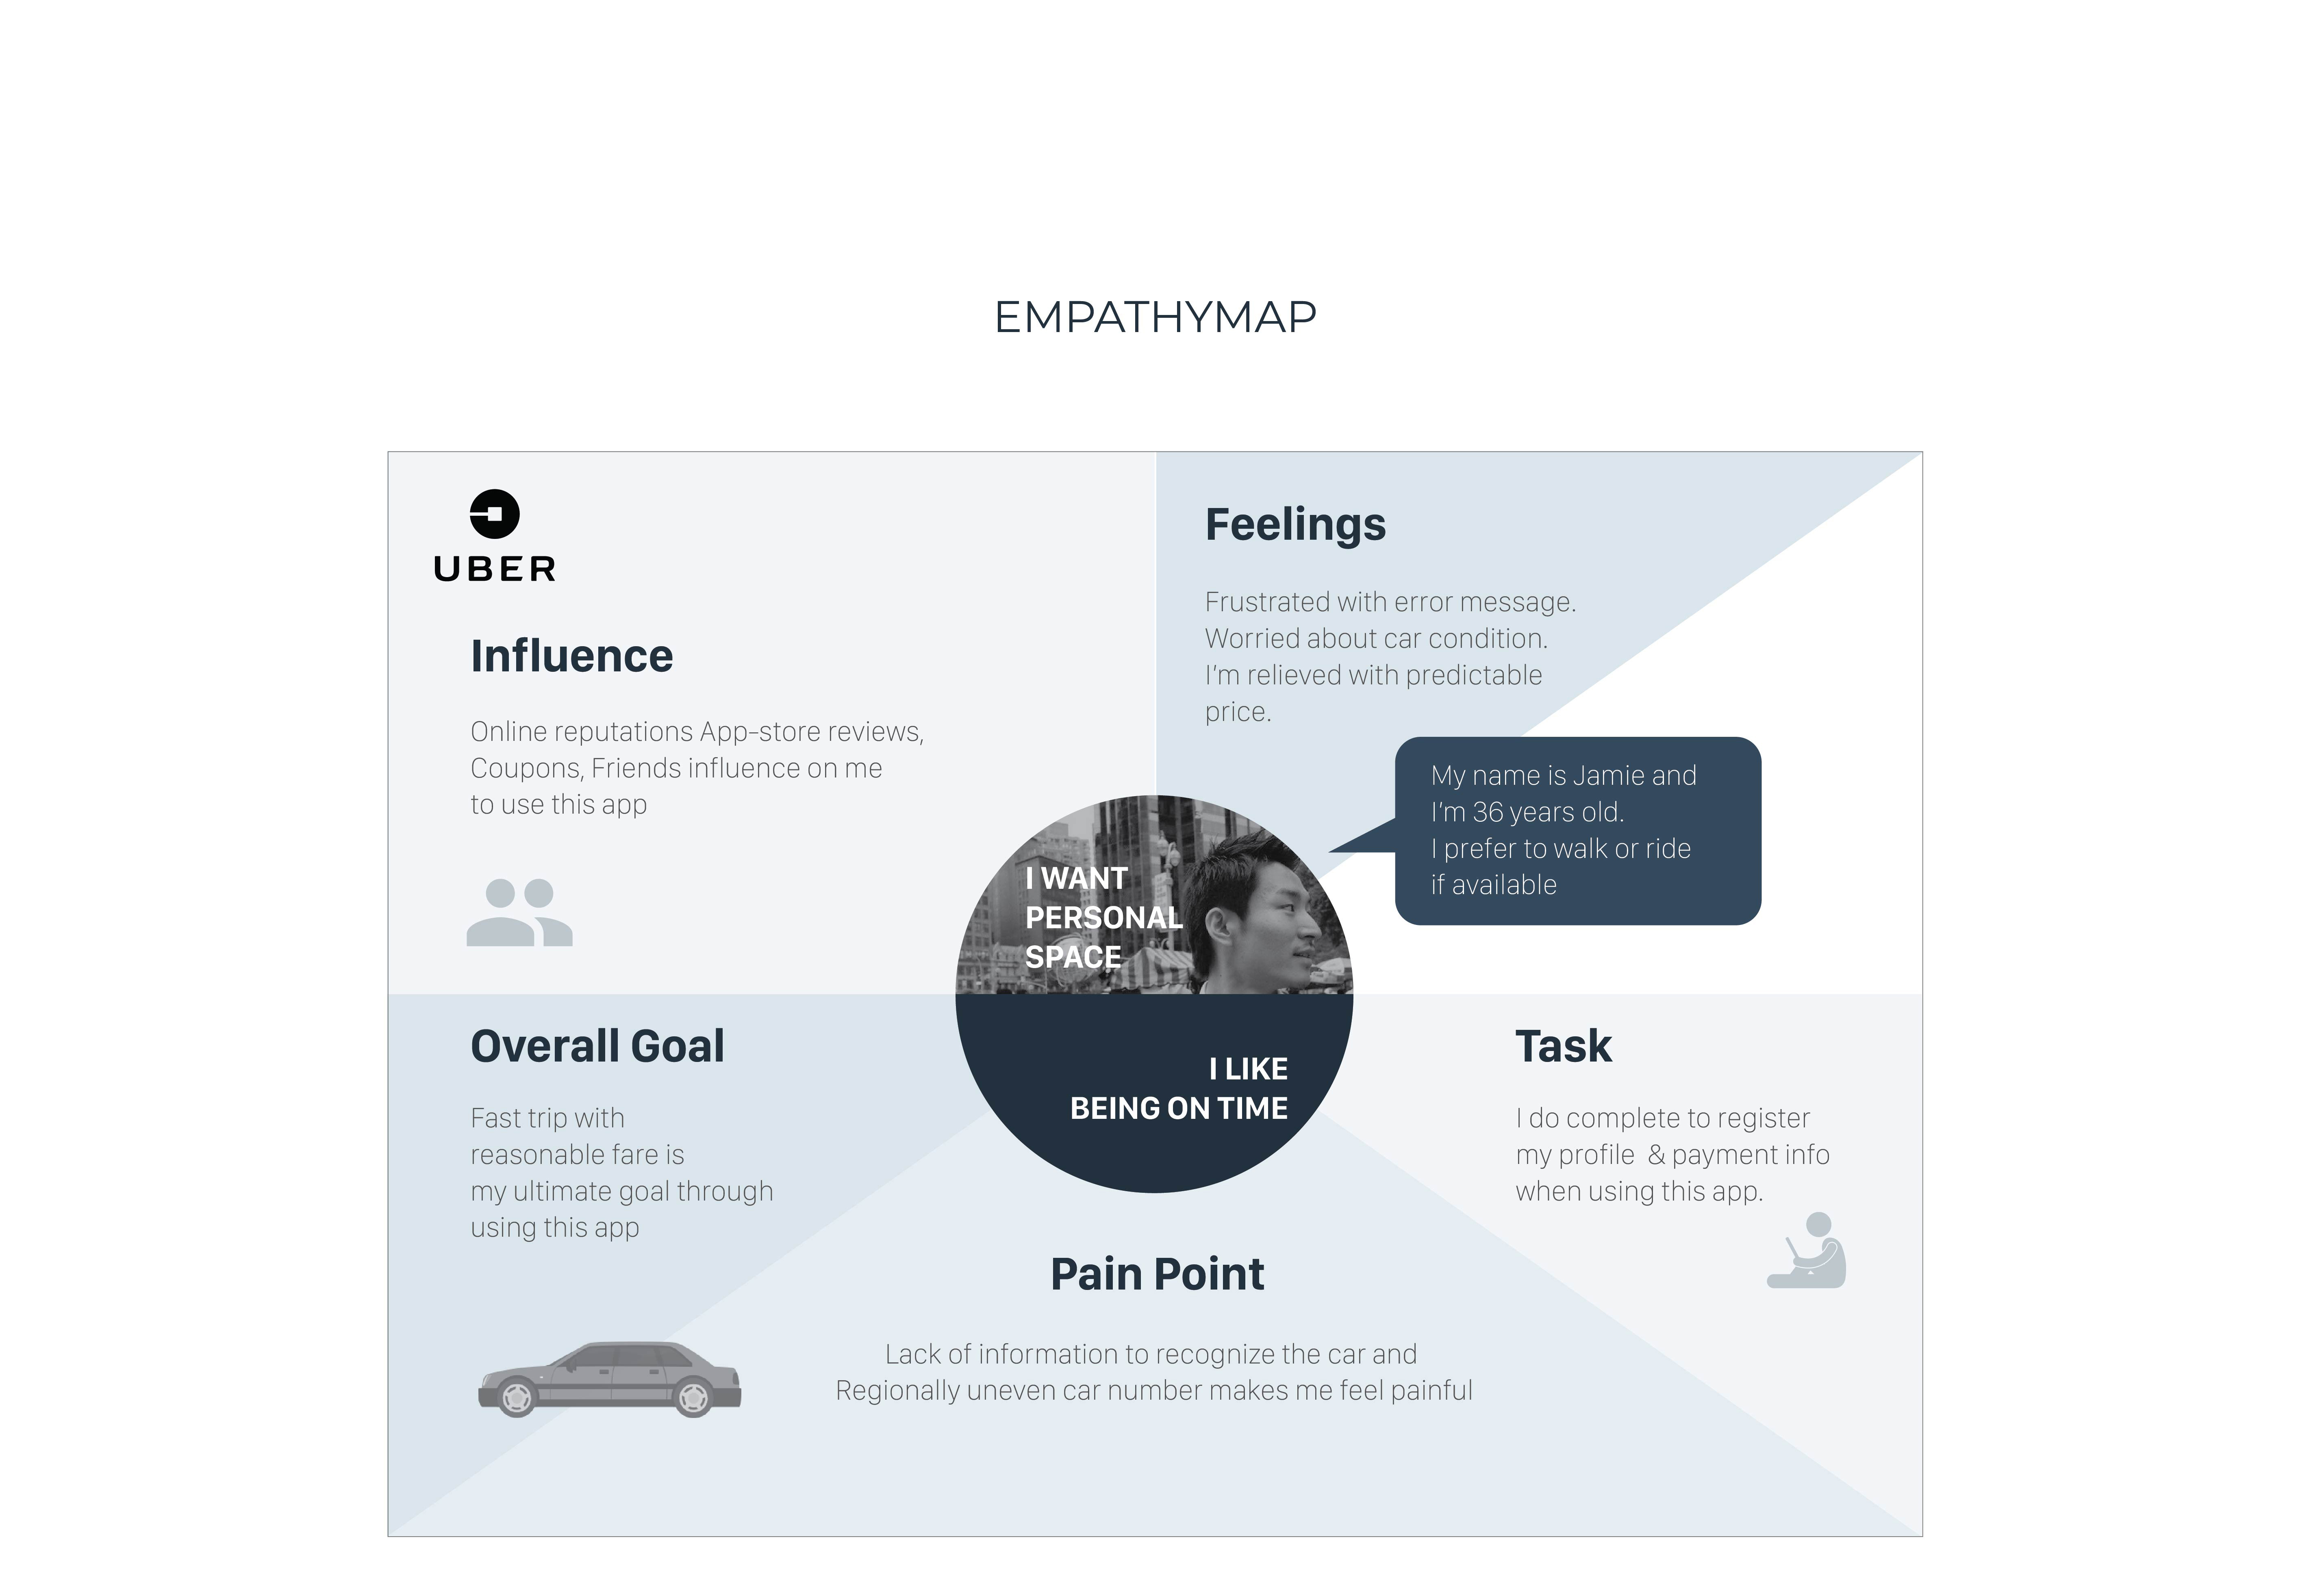 EMPATHYMAP
UBER
Influence
Online reputations App-store reviews,
Coupons, Friends influence on me
to use this app
Feelings
Frustrated with error message.
Worried about car condition.
I'm relieved with predictable
price.
My name is Jamie and
I'm 36 years old.
I prefer to walk or ride
if available
I WANT
PERSONAL
SPACE
I LIKE
BEING ON TIME
Overall Goal
Fast trip with
reasonable fare is
my ultimate goal through
using this app
Task
I do complete to register
my profile & payment info
when using this app.
Pain Point
Lack of information to recognize the car and
Regionally uneven car number makes me feel painful